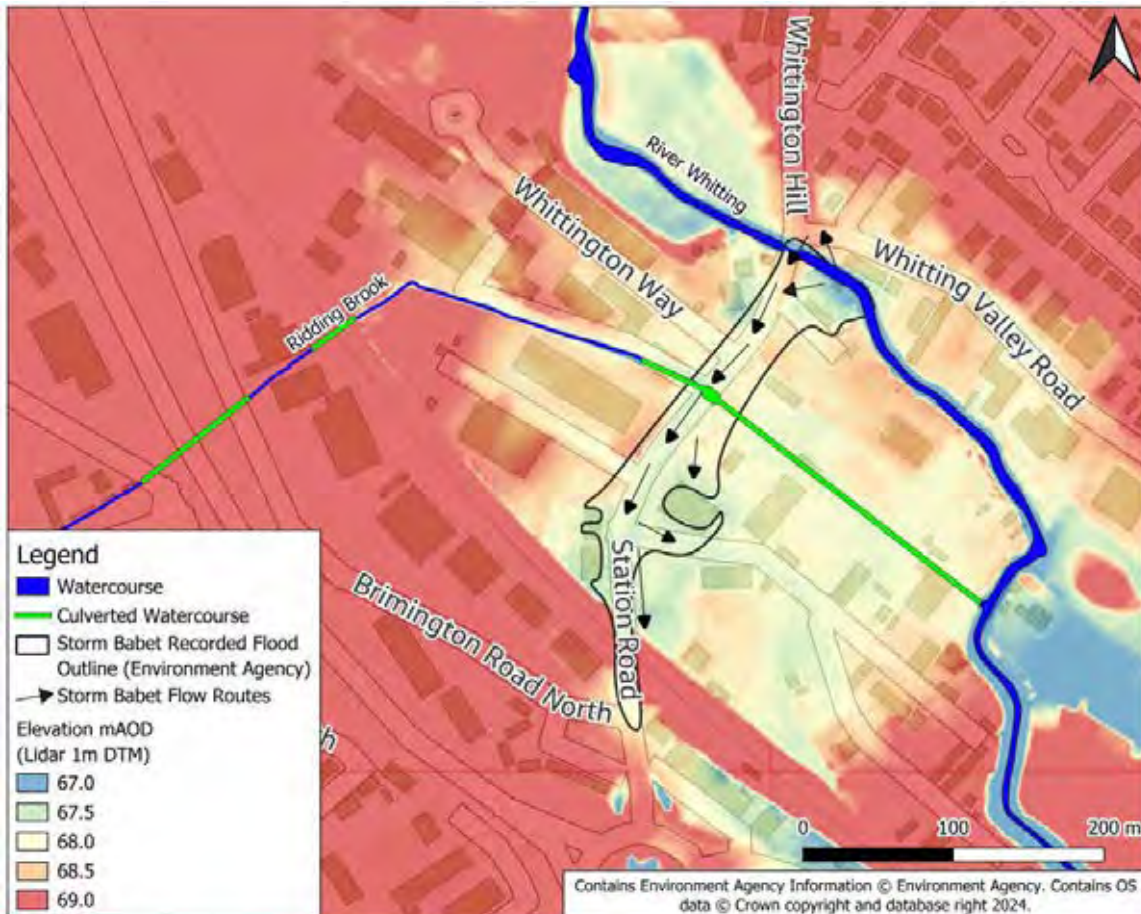 Whittington Hill
River Whitting
Whittington Way
Whitting Valley Road
Ridding Brook
Station Road
Brimington Road North
Legend
Watercourse
Culverted Watercourse
Storm Babet Recorded Flood
Outline (Environment Agency)
Storm Babet Flow Routes
Elevation mAOD
(Lidar 1m DTM)
67.0
67.5
68.0
68.5
69.0
0 100 200 m
Contains Environment Agency Information © Environment Agency. Contains OS
data © Crown copyright and database right 2024.